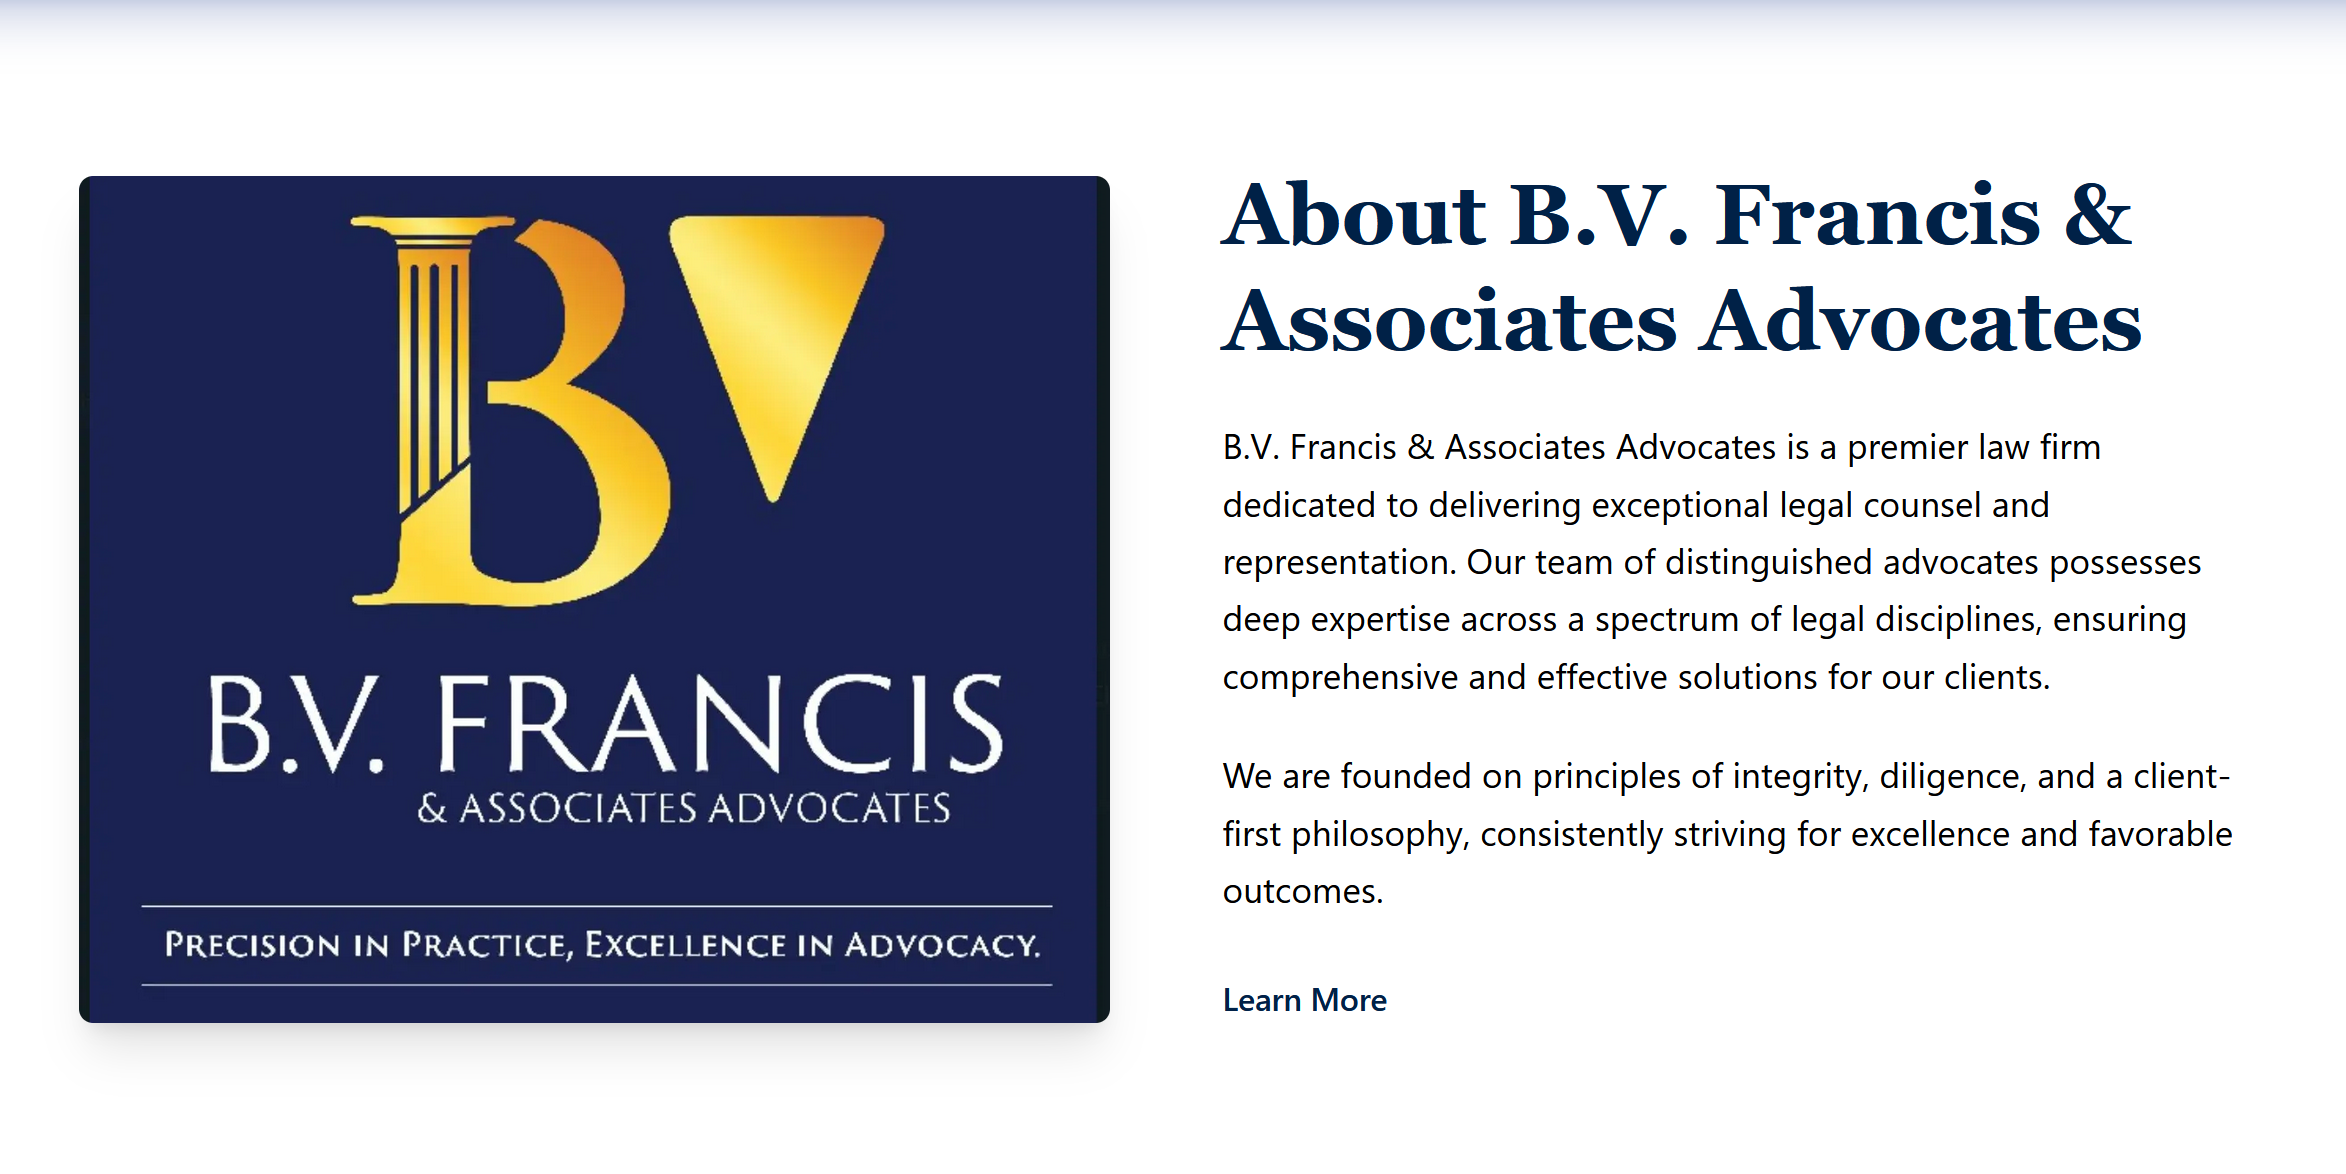 BV
B.V. FRANCIS
& ASSOCIATES ADVOCATES
PRECISION IN PRACTICE, EXCELLENCE IN ADVOCACY.
About B.V. Francis &
Associates Advocates
B.V. Francis & Associates Advocates is a premier law firm
dedicated to delivering exceptional legal counsel and
representation. Our team of distinguished advocates possesses
deep expertise across a spectrum of legal disciplines, ensuring
comprehensive and effective solutions for our clients.
We are founded on principles of integrity, diligence, and a client-
first philosophy, consistently striving for excellence and favorable
outcomes.
Learn More